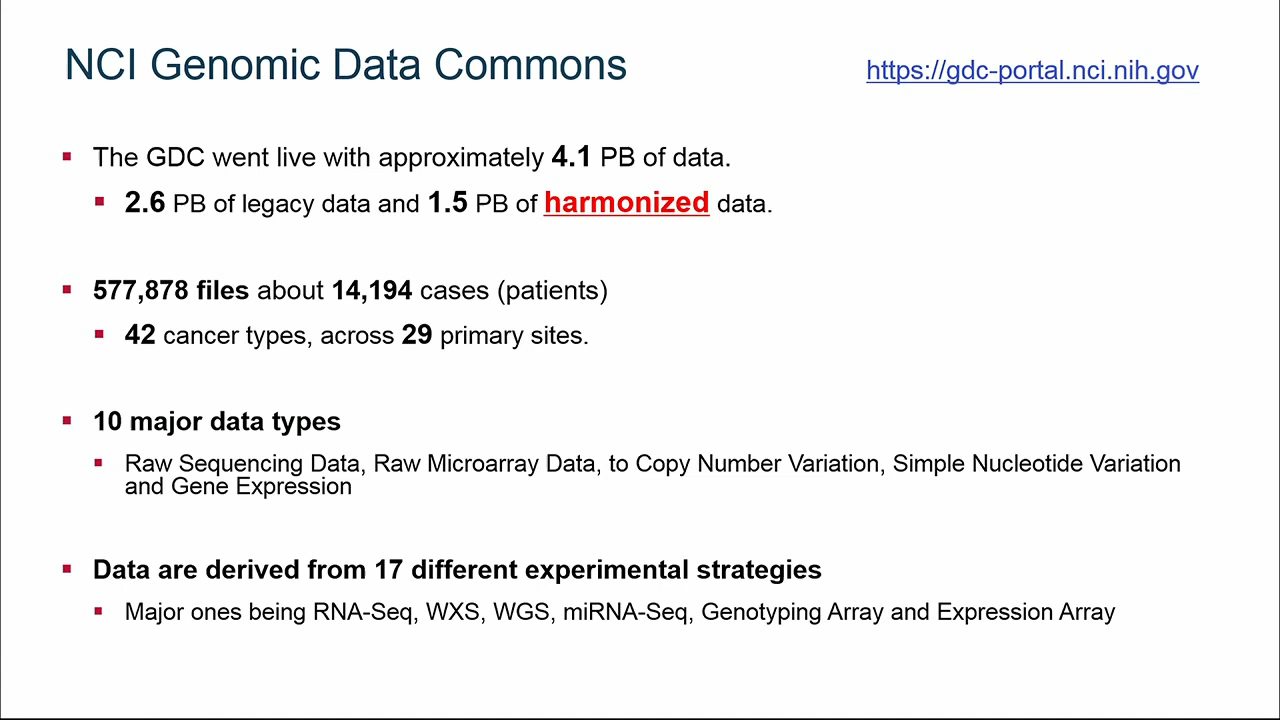 NCI Genomic Data Commons
https://gdc-portal.nci.nih.gov
The GDC went live with approximately 4.1 PB of data.
2.6 PB of legacy data and 1.5 PB of harmonized data.
577,878 files about 14,194 cases (patients)
42 cancer types, across 29 primary sites.
10 major data types
Raw Sequencing Data, Raw Microarray Data, to Copy Number Variation, Simple Nucleotide Variation
and Gene Expression
Data are derived from 17 different experimental strategies
Major ones being RNA-Seq, WXS, WGS, miRNA-Seq, Genotyping Array and Expression Array